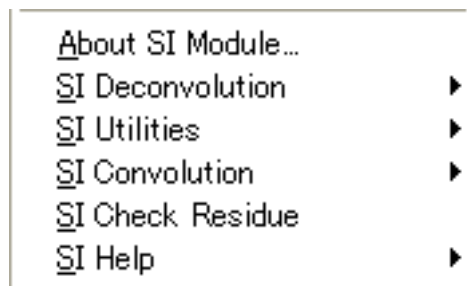 About SI Module...
SI Deconvolution
SI Utilities
SI Convolution
SI Check Residue
SI Help